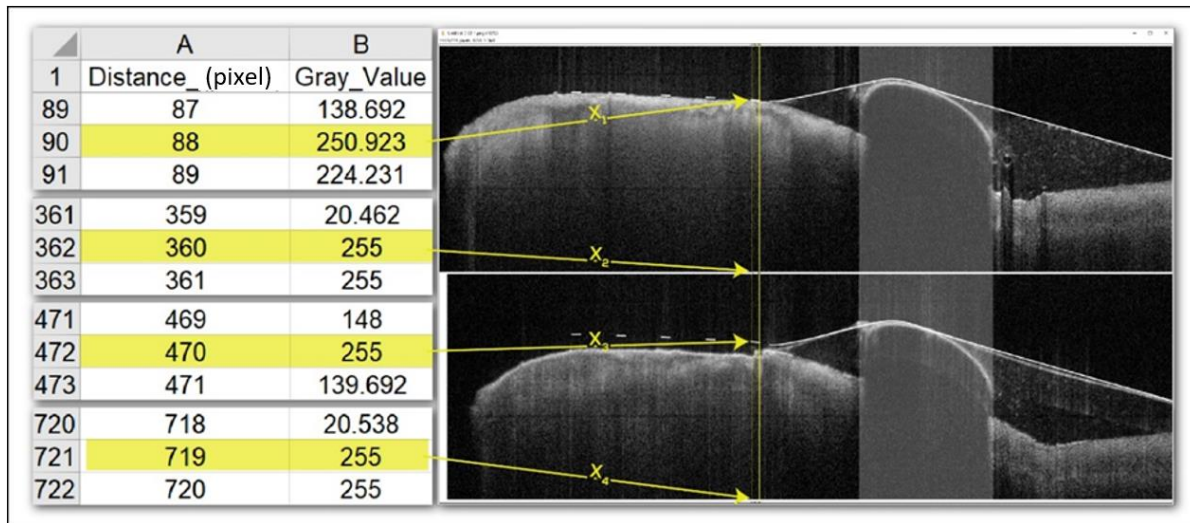 A B
1 Distance_ (pixel) Gray_Value
89 87 138.692
90 88 250.923
91 89 224.231
361 359 20.462
362 360 255
363 361 255
471 469 148
472 470 255
473 471 139.692
720 718 20.538
721 719 255
722 720 255
X1
X2
X3
X4